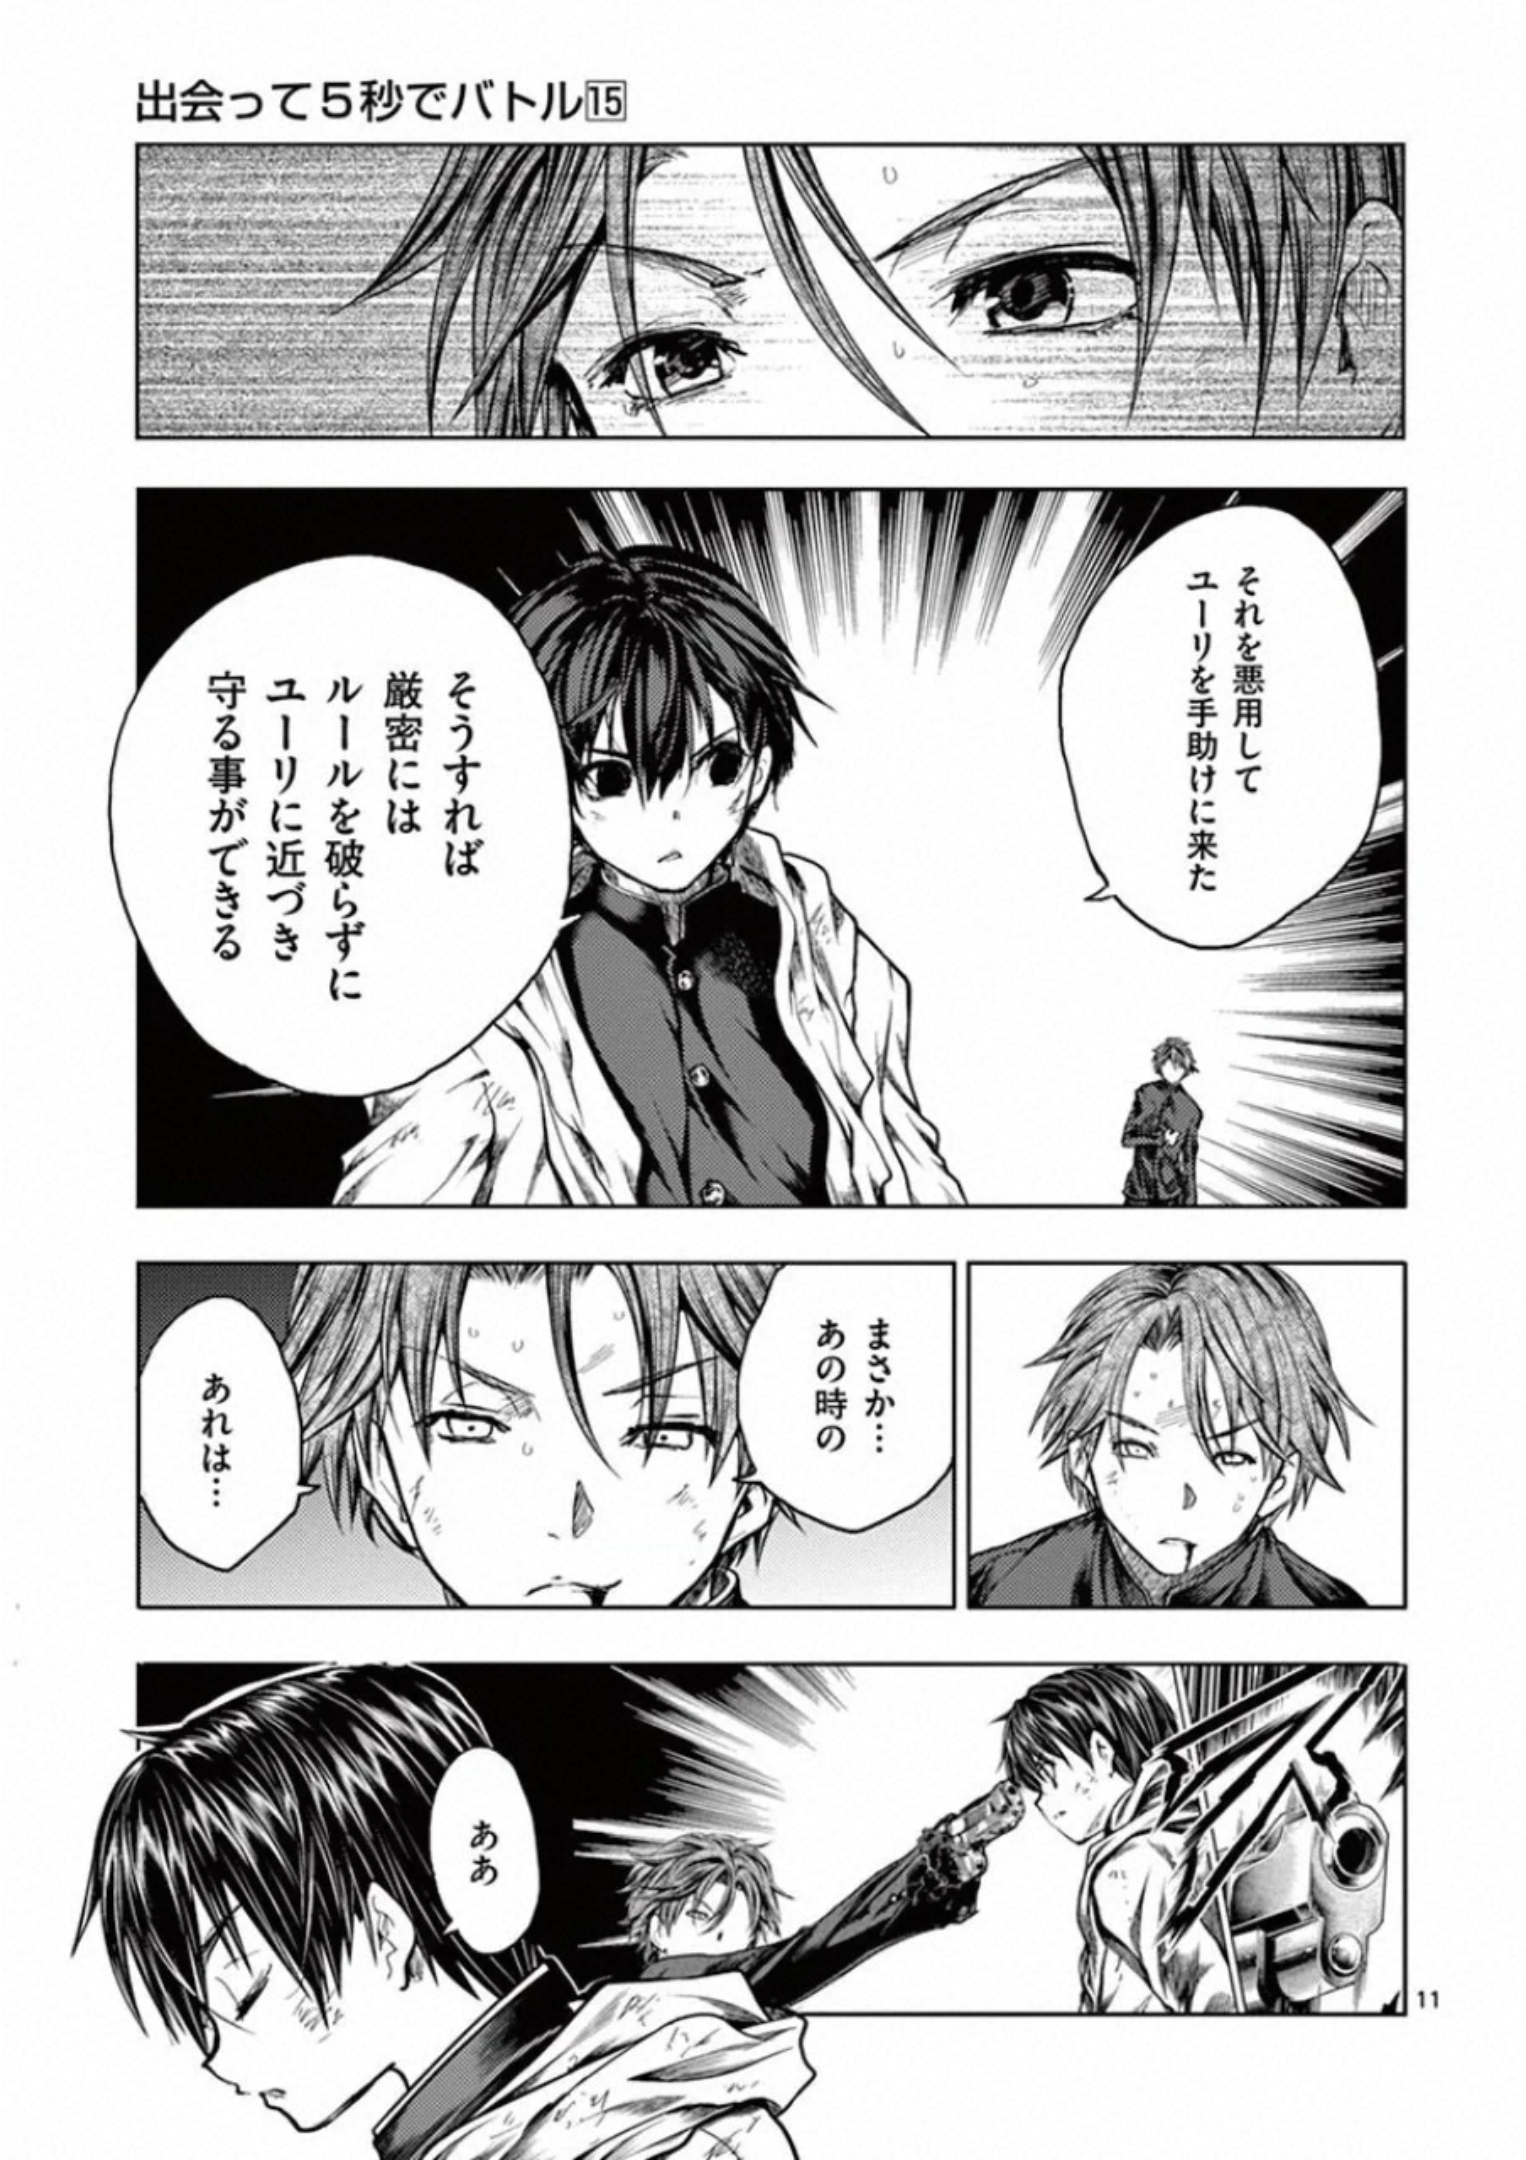 出会って5秒でバトル15
それを悪用して
ユーリを手助けに来た
そうすれば
厳密には
ルールを破らずに
ユーリに近づき
守る事ができる
まさか…
あの時の
あれは…
ああ
11